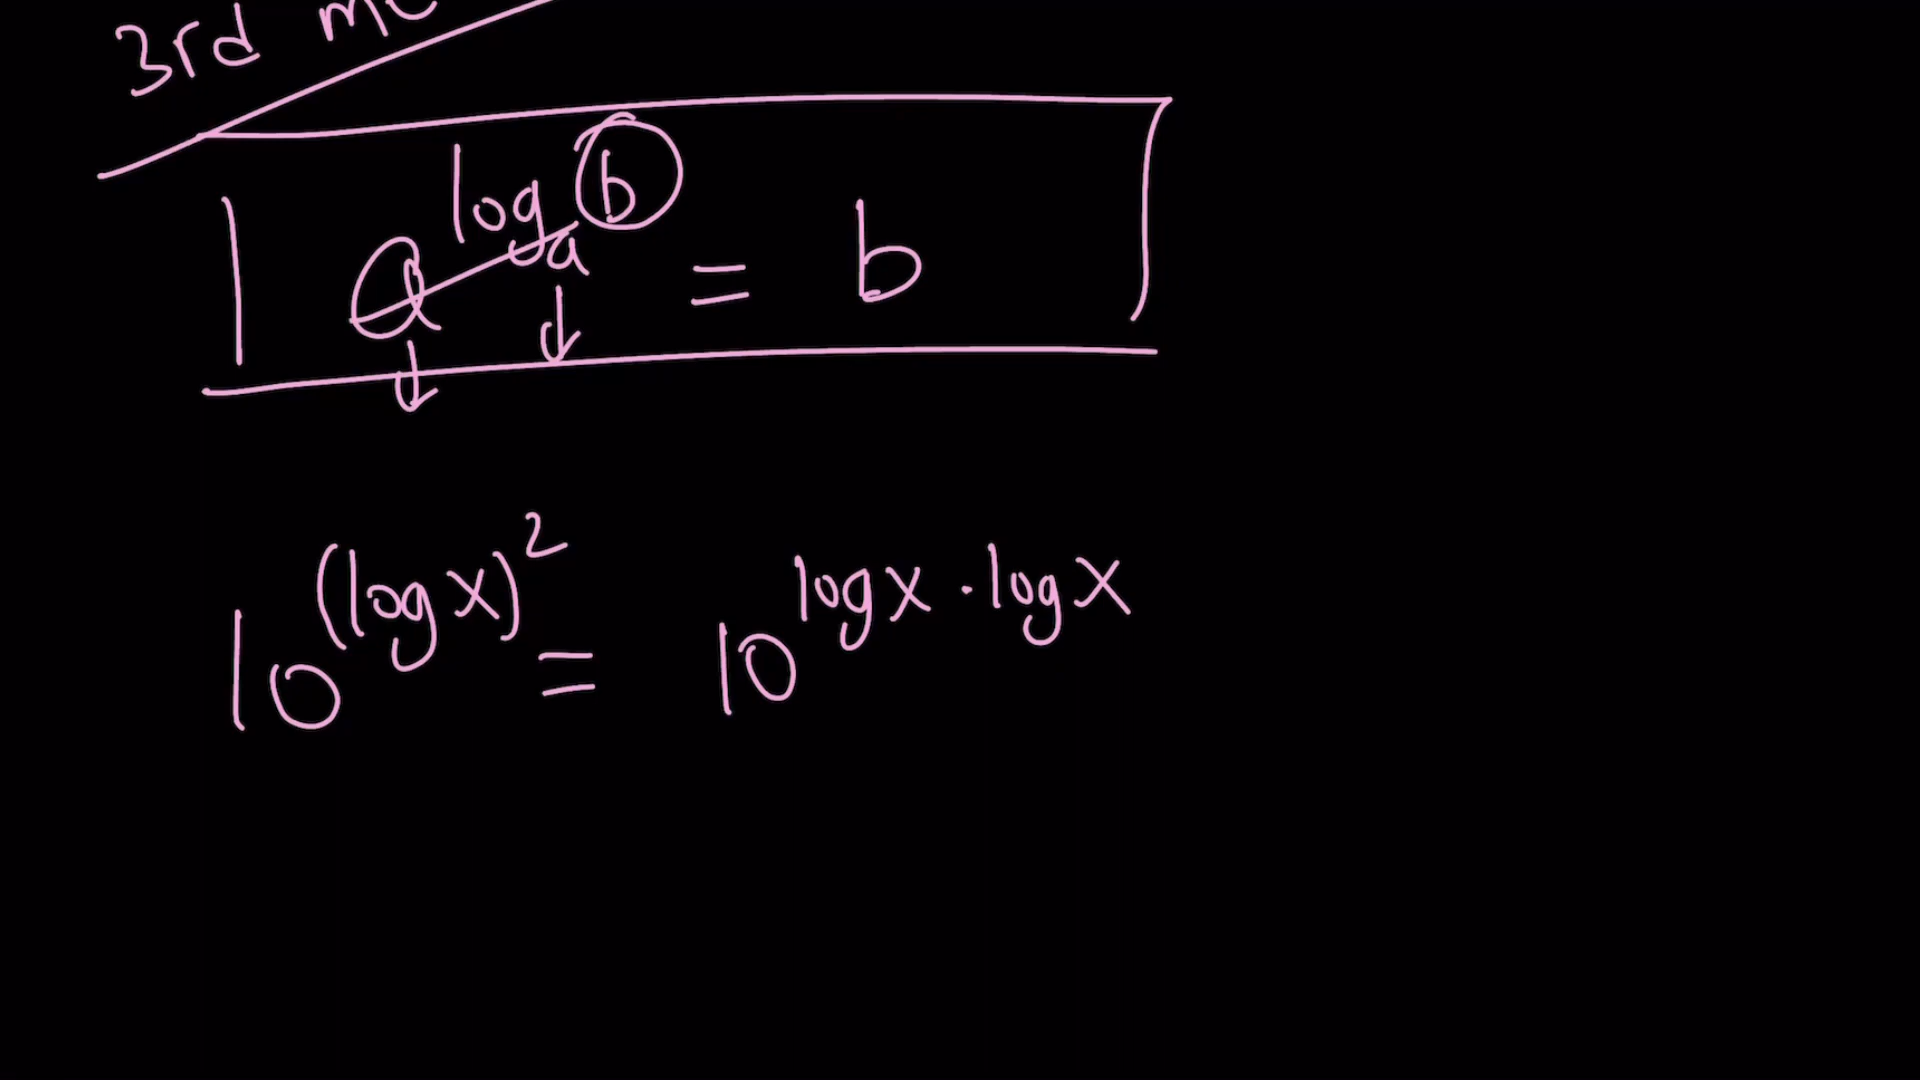 3rd
a^(log_a b) = b
10^((log x)^2) = 10^(log x · log x)